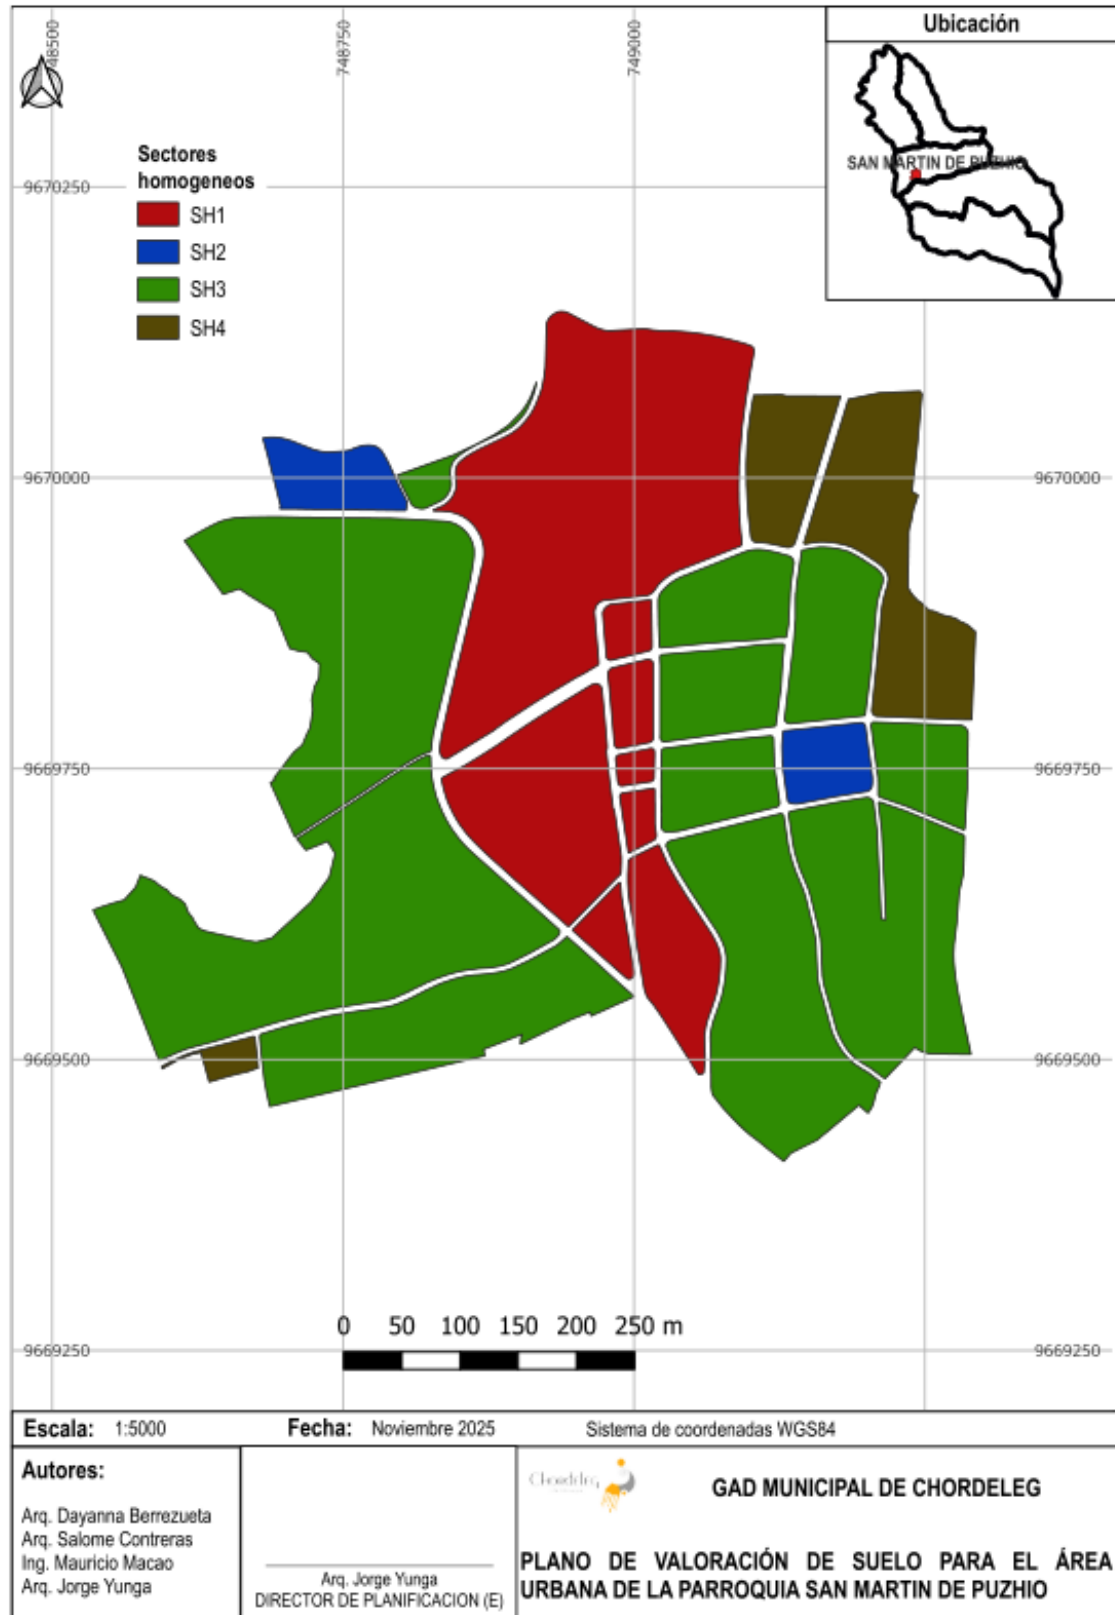 748500
748750
749000
Ubicación
SAN MARTIN DE PUZHIO
Sectores
homogeneos
SH1
SH2
SH3
SH4
9670250
9670000
9670000
9669750
9669750
9669500
9669500
0 50 100 150 200 250 m
9669250
9669250
Escala: 1:5000 Fecha: Noviembre 2025 Sistema de coordenadas WGS84
Autores:
Arq. Dayanna Berrezueta
Arq. Salome Contreras
Ing. Mauricio Macao
Arq. Jorge Yunga
Arq. Jorge Yunga
DIRECTOR DE PLANIFICACION (E)
Chordeleg
GAD MUNICIPAL DE CHORDELEG
PLANO DE VALORACIÓN DE SUELO PARA EL ÁREA
URBANA DE LA PARROQUIA SAN MARTIN DE PUZHIO